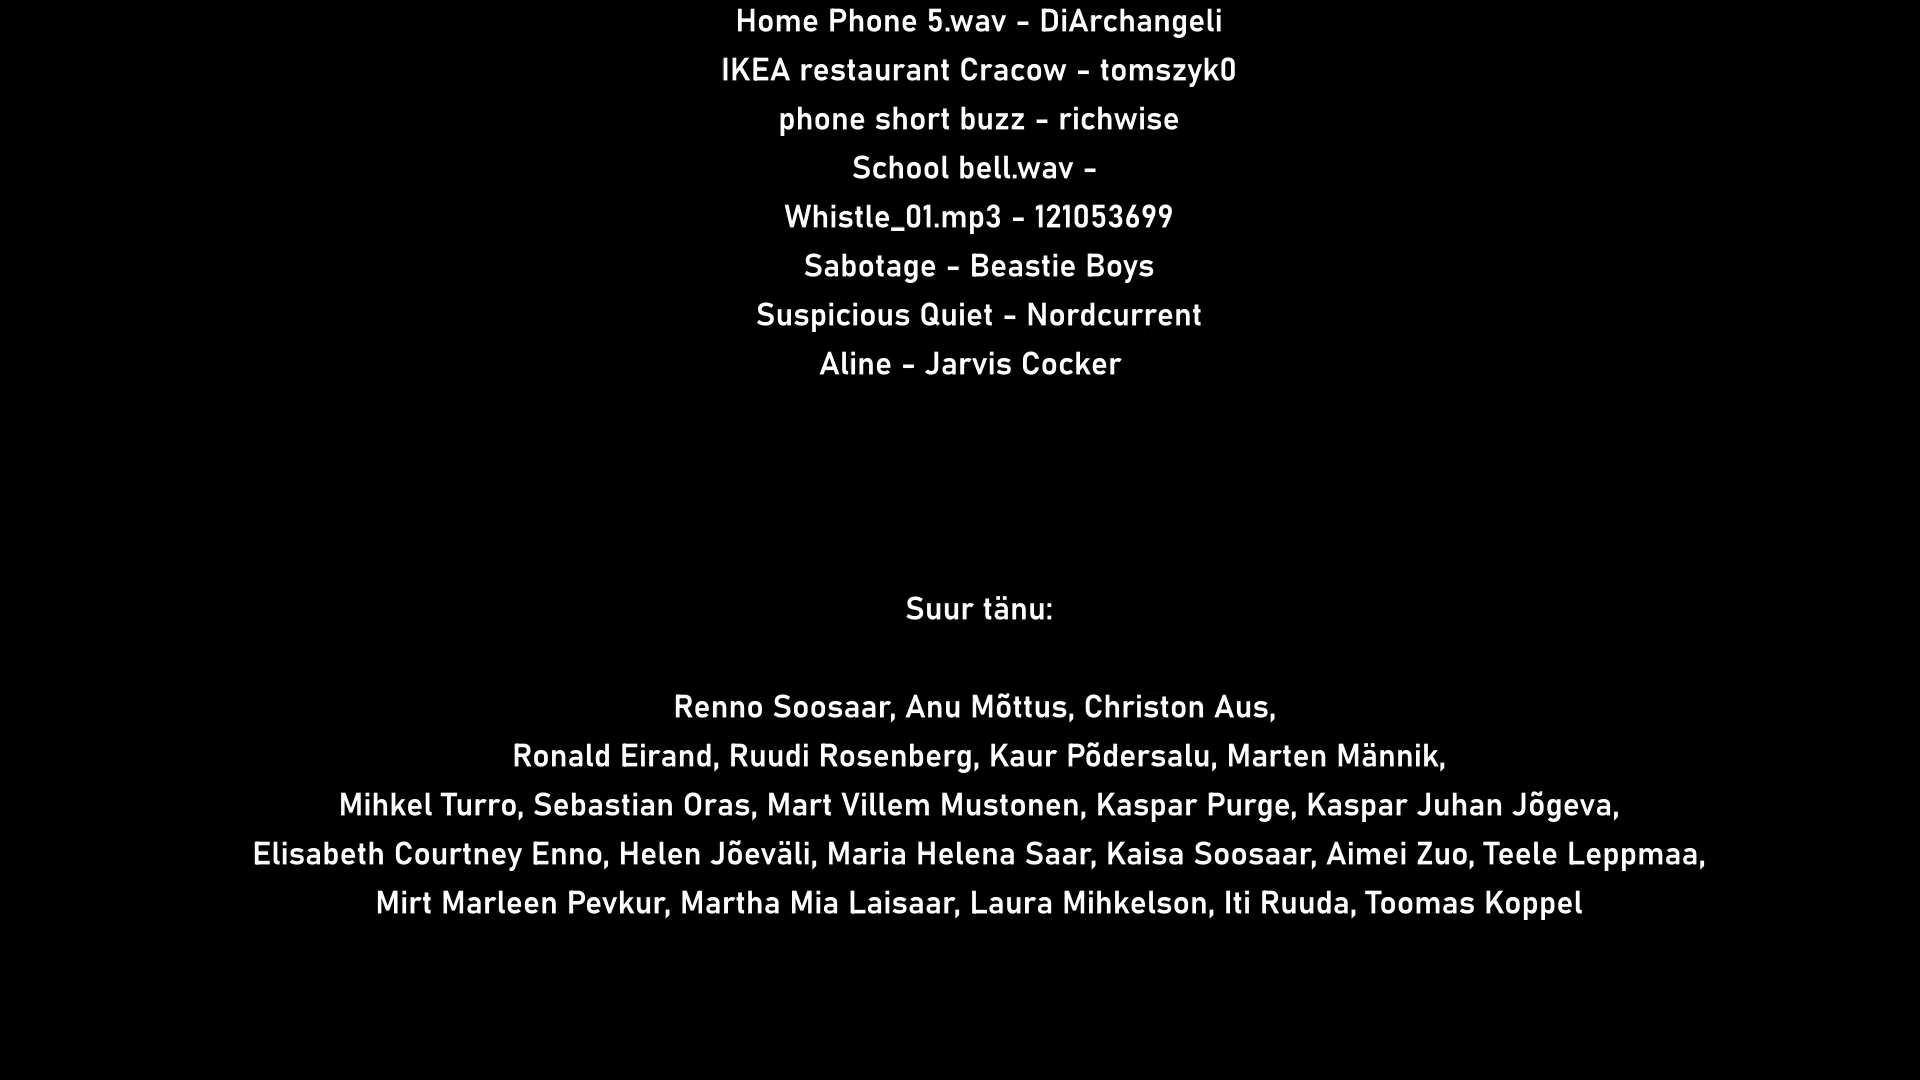 Home Phone 5.wav - DiArchangeli
IKEA restaurant Cracow - tomszyk0
phone short buzz - richwise
School bell.wav -
Whistle_01.mp3 - 121053699
Sabotage - Beastie Boys
Suspicious Quiet - Nordcurrent
Aline - Jarvis Cocker
Suur tänu:
Renno Soosaar, Anu Mõttus, Christon Aus,
Ronald Eirand, Ruudi Rosenberg, Kaur Põdersalu, Marten Männik,
Mihkel Turro, Sebastian Oras, Mart Villem Mustonen, Kaspar Purge, Kaspar Juhan Jõgeva,
Elisabeth Courtney Enno, Helen Jõeväli, Maria Helena Saar, Kaisa Soosaar, Aimei Zuo, Teele Leppmaa,
Mirt Marleen Pevkur, Martha Mia Laisaar, Laura Mihkelson, Iti Ruuda, Toomas Koppel